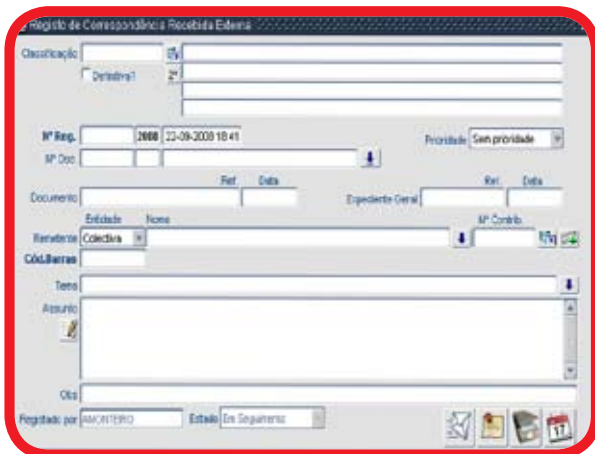 Registo de Correspondência Recebida Externa
Classificação
Definitiva? 2ª
Nº Reg. 2008 22-09-2008 18:41 Prioridade Sem prioridade
Nº Doc.
Ref. Data Ref. Data
Documento Expediente Geral
Entidade Nome Nº Contrib.
Remetente Colectiva
Cód.Barras
Tema
Assunto
Obs
Registado por AMONTEIRO Estado Em Seguimento
17